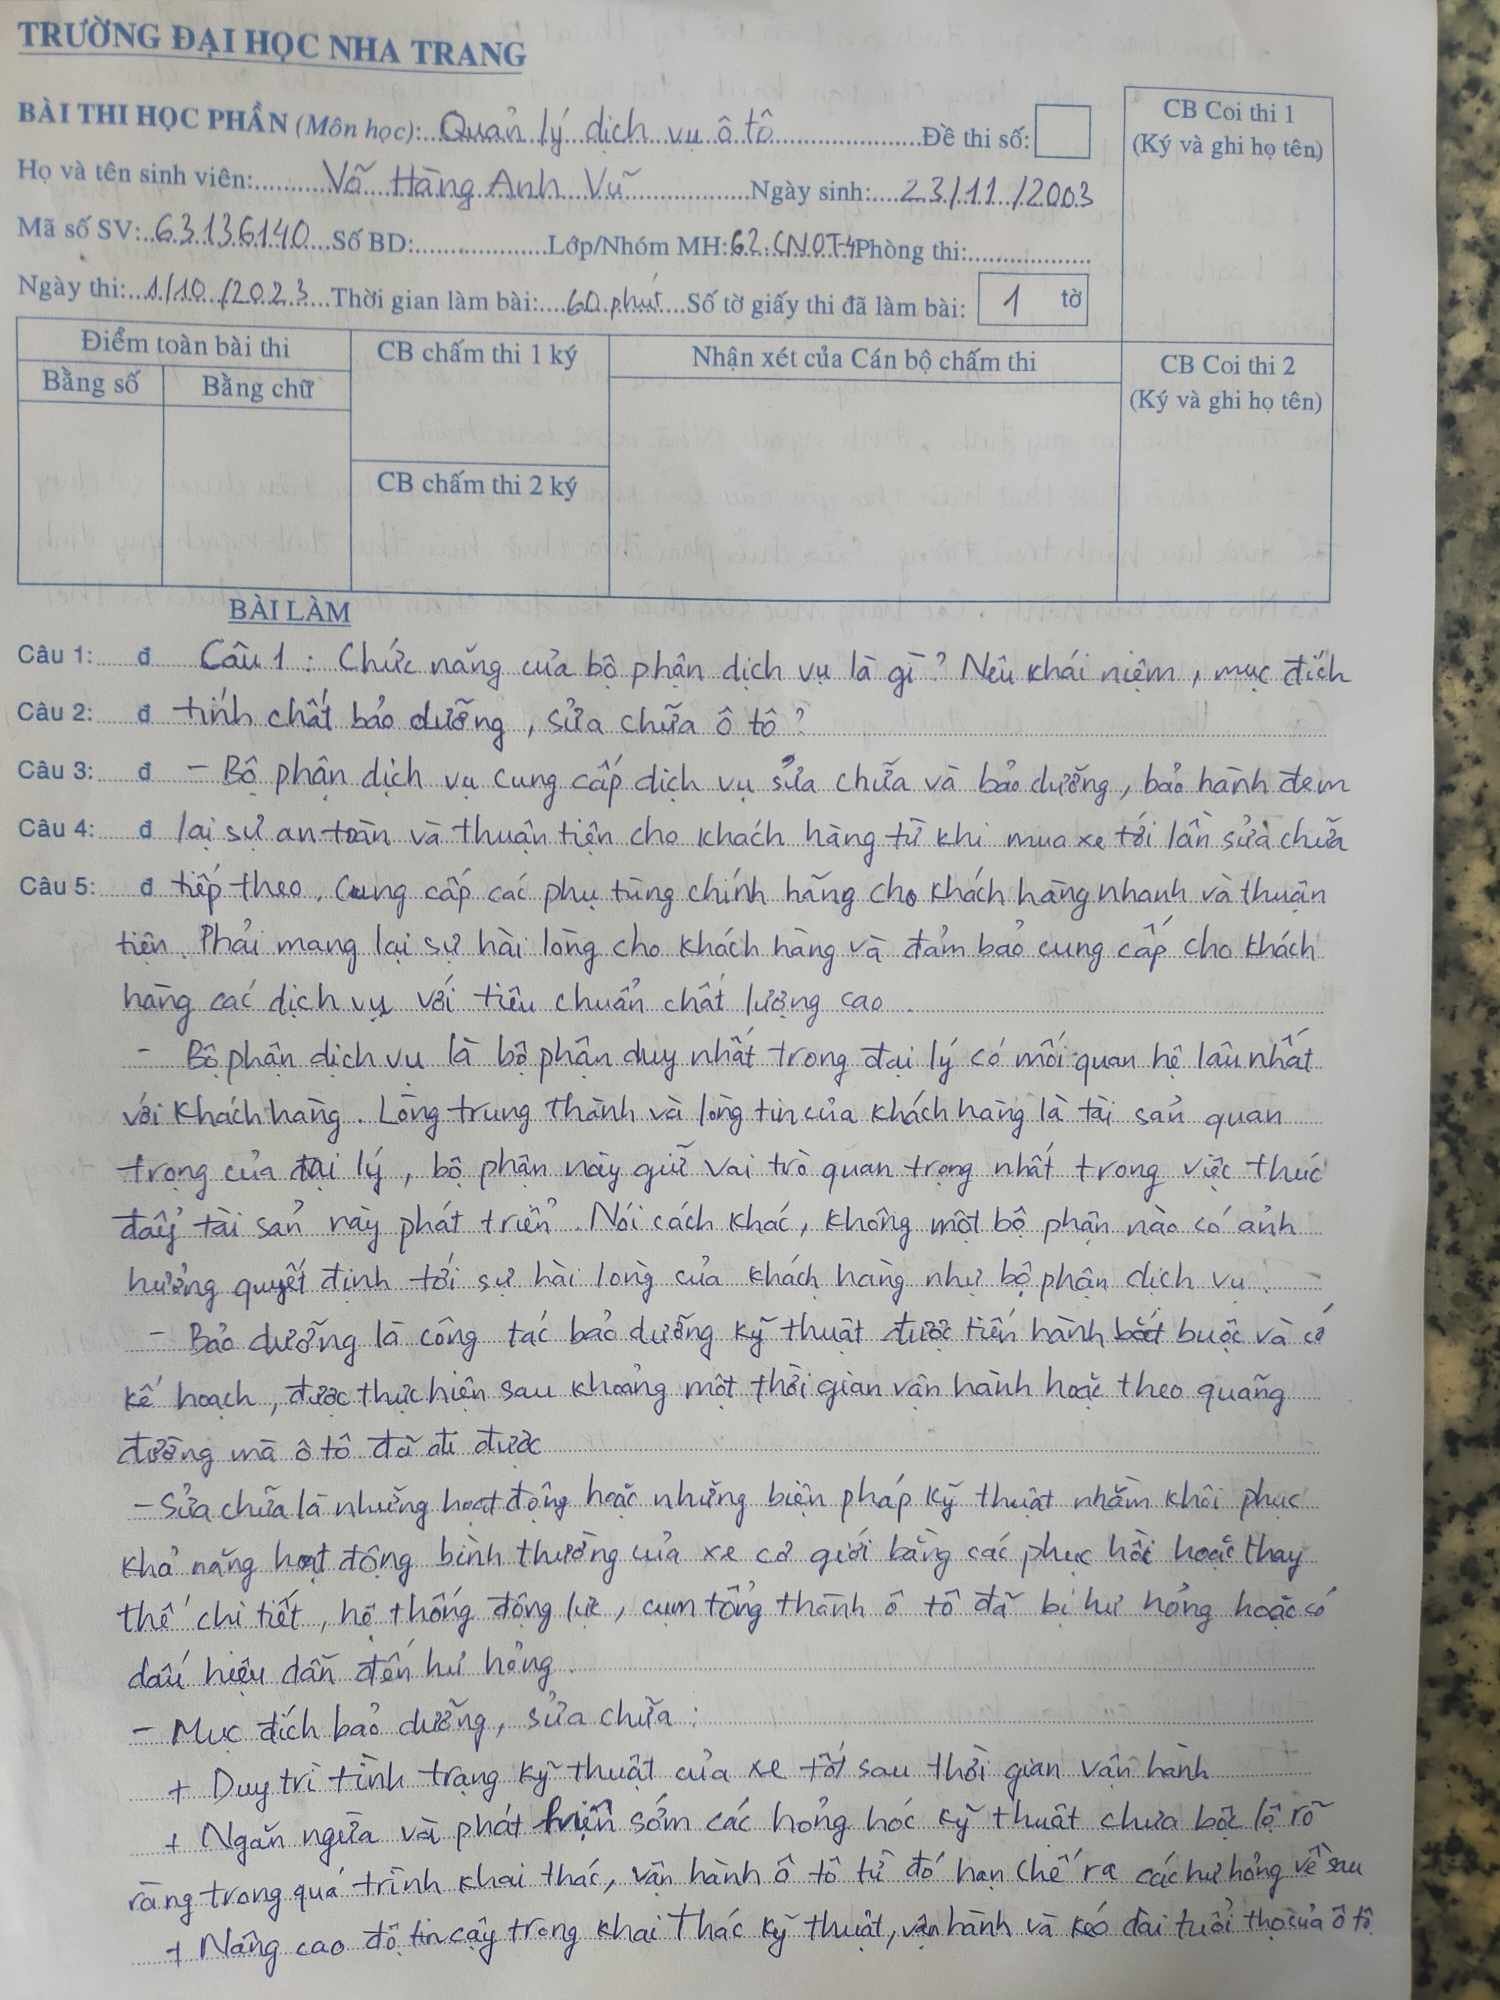 TRƯỜNG ĐẠI HỌC NHA TRANG
BÀI THI HỌC PHẦN (Môn học): Quản lý dịch vụ ô tô Đề thi số:
Họ và tên sinh viên: Võ Hàng Anh Vũ Ngày sinh: 23/11/2003
Mã số SV: 63136140 Số BD: Lớp/Nhóm MH: 62.CNOT-4 Phòng thi:
Ngày thi: 1/10/2023 Thời gian làm bài: 60 phút Số tờ giấy thi đã làm bài: 1 tờ
CB Coi thi 1
(Ký và ghi họ tên)
Điểm toàn bài thi
Bằng số
Bằng chữ
CB chấm thi 1 ký
CB chấm thi 2 ký
Nhận xét của Cán bộ chấm thi
CB Coi thi 2
(Ký và ghi họ tên)
BÀI LÀM
Câu 1: đ Câu 1: Chức năng của bộ phận dịch vụ là gì? Nêu khái niệm, mục đích
Câu 2: đ tính chất bảo dưỡng, sửa chữa ô tô?
Câu 3: đ - Bộ phận dịch vụ cung cấp dịch vụ sửa chữa và bảo dưỡng, bảo hành đem
Câu 4: đ lại sự an toàn và thuận tiện cho khách hàng từ khi mua xe tới lần sửa chữa
Câu 5: đ tiếp theo. Cung cấp các phụ tùng chính hãng cho khách hàng nhanh và thuận
tiện. Phải mang lại sự hài lòng cho khách hàng và đảm bảo cung cấp cho khách
hàng các dịch vụ với tiêu chuẩn chất lượng cao.
- Bộ phận dịch vụ là bộ phận duy nhất trong đại lý có mối quan hệ lâu nhất
với khách hàng. Lòng trung thành và lòng tin của khách hàng là tài sản quan
trọng của đại lý, bộ phận này giữ vai trò quan trọng nhất trong việc thúc
đẩy tài sản này phát triển. Nói cách khác, không một bộ phận nào có ảnh
hưởng quyết định tới sự hài lòng của khách hàng như bộ phận dịch vụ.
- Bảo dưỡng là công tác bảo dưỡng kỹ thuật được tiến hành bắt buộc và có
kế hoạch, được thực hiện sau khoảng một thời gian vận hành hoặc theo quãng
đường mà ô tô đã đi được
- Sửa chữa là những hoạt động hoặc những biện pháp kỹ thuật nhằm khôi phục
khả năng hoạt động bình thường của xe cơ giới bằng các phục hồi hoặc thay
thế chi tiết, hệ thống động lực, cụm tổng thành ô tô đã bị hư hỏng hoặc có
dấu hiệu dẫn đến hư hỏng.
- Mục đích bảo dưỡng, sửa chữa:
+ Duy trì tình trạng kỹ thuật của xe tốt sau thời gian vận hành
+ Ngăn ngừa và phát hiện sớm các hỏng hóc kỹ thuật chưa bộc lộ rõ
ràng trong quá trình khai thác, vận hành ô tô từ đó hạn chế ra các hư hỏng về sau
+ Nâng cao độ tin cậy trong khai thác kỹ thuật, vận hành và kéo dài tuổi thọ của ô tô